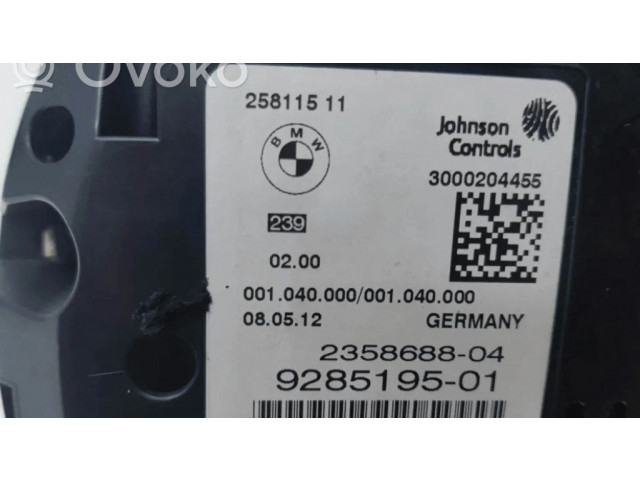 Ovoko
258115 11
BMW
Johnson
Controls
3000204455
239
02.00
001.040.000/001.040.000
08.05.12 GERMANY
2358688-04
9285195-01